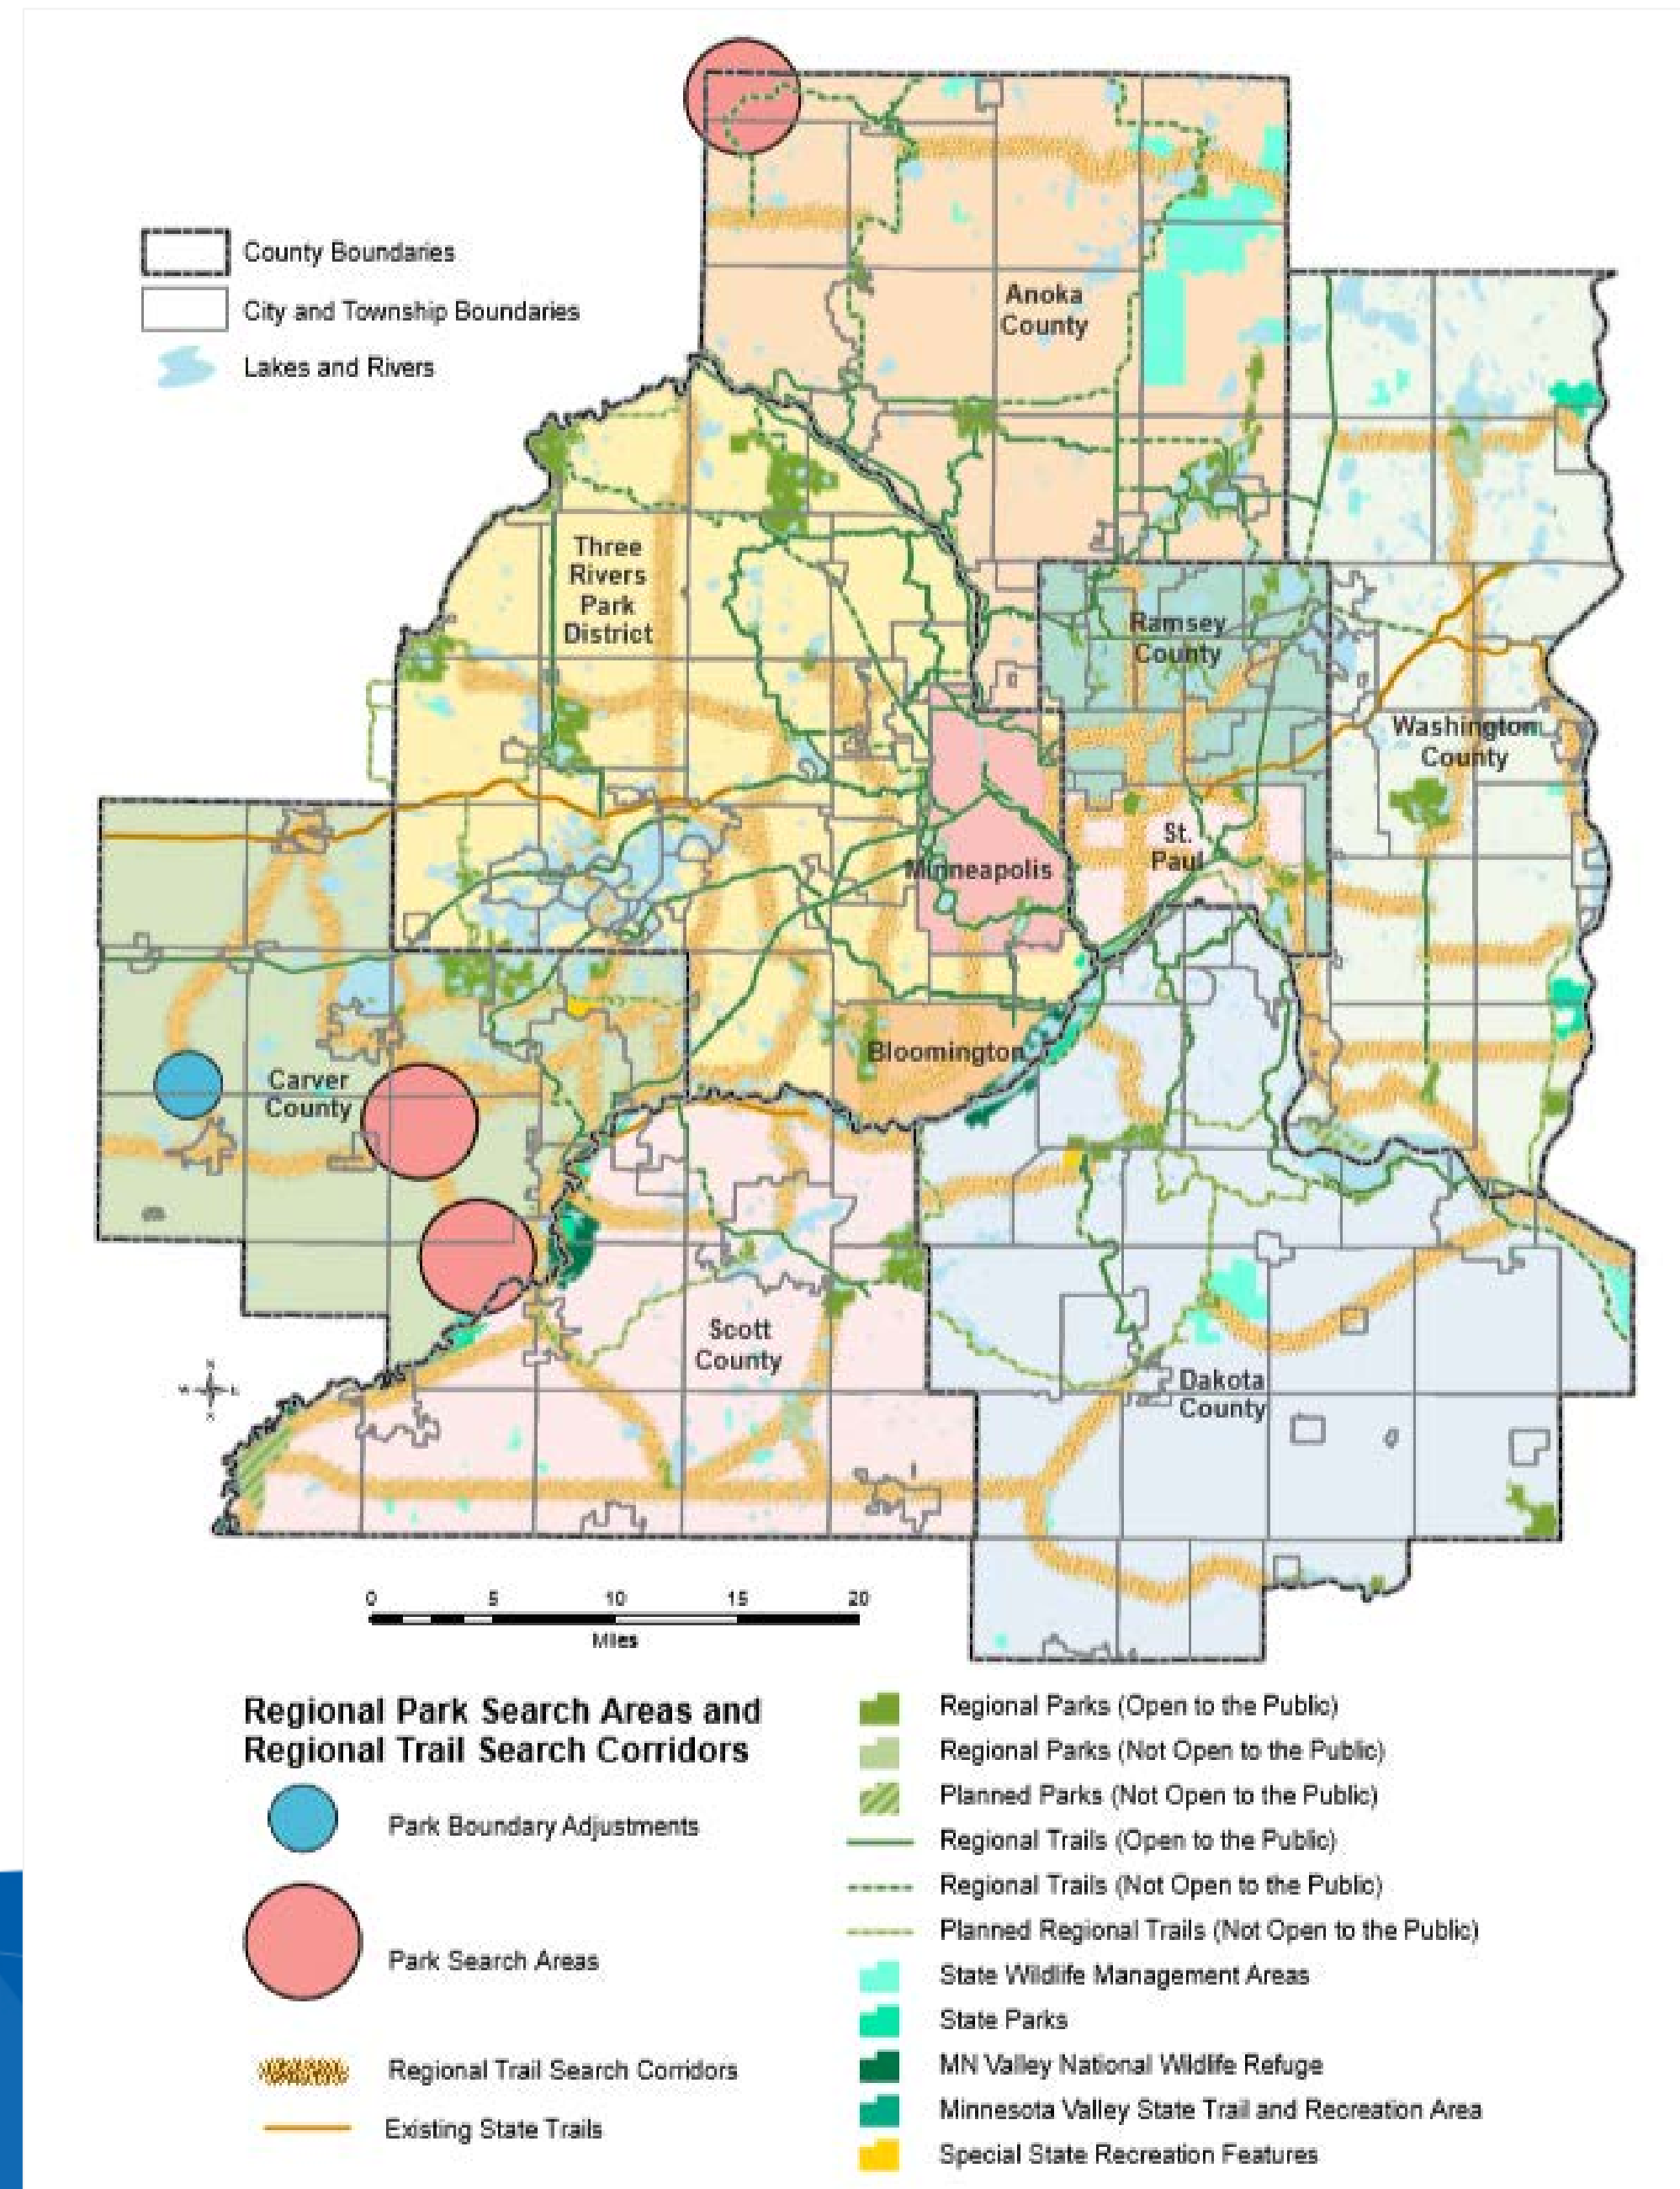 County Boundaries
City and Township Boundaries
Lakes and Rivers
Anoka
County
Three
Rivers
Park
District
Ramsey
County
Washington
County
St.
Paul
Minneapolis
Bloomington
Carver
County
Scott
County
Dakota
County
0 5 10 15 20
Miles
Regional Park Search Areas and
Regional Trail Search Corridors
Park Boundary Adjustments
Park Search Areas
Regional Trail Search Corridors
Existing State Trails
Regional Parks (Open to the Public)
Regional Parks (Not Open to the Public)
Planned Parks (Not Open to the Public)
Regional Trails (Open to the Public)
Regional Trails (Not Open to the Public)
Planned Regional Trails (Not Open to the Public)
State Wildlife Management Areas
State Parks
MN Valley National Wildlife Refuge
Minnesota Valley State Trail and Recreation Area
Special State Recreation Features